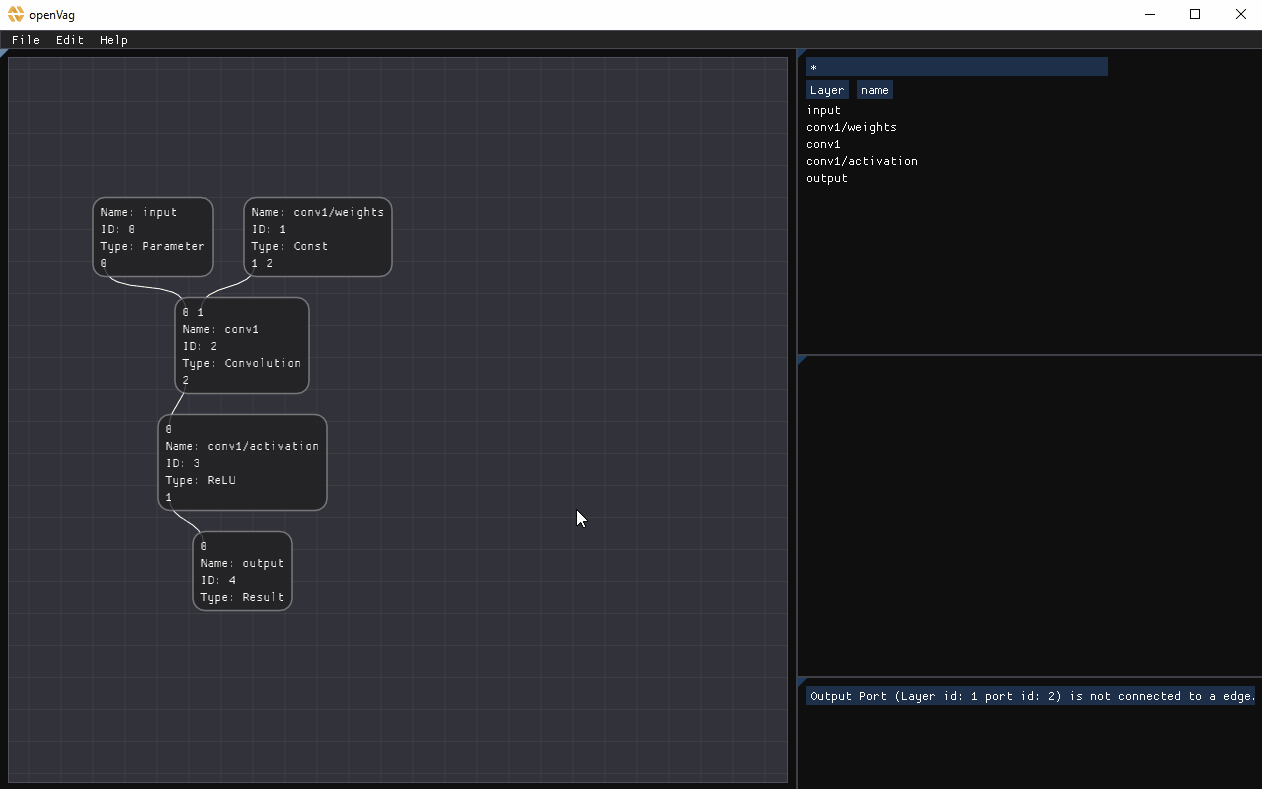 openVag
File Edit Help
Name: input
ID: 0
Type: Parameter
0
Name: conv1/weights
ID: 1
Type: Const
1 2
0 1
Name: conv1
ID: 2
Type: Convolution
2
0
Name: conv1/activation
ID: 3
Type: ReLU
1
0
Name: output
ID: 4
Type: Result
*
Layer name
input
conv1/weights
conv1
conv1/activation
output
Output Port (Layer id: 1 port id: 2) is not connected to a edge.